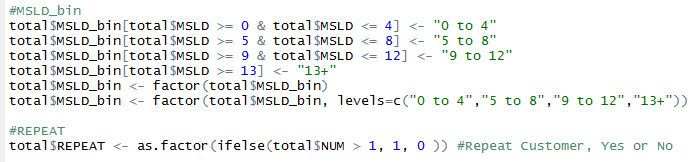 #MSLD_bin
total$MSLD_bin[total$MSLD >= 0 & total$MSLD <= 4] <- "0 to 4"
total$MSLD_bin[total$MSLD >= 5 & total$MSLD <= 8] <- "5 to 8"
total$MSLD_bin[total$MSLD >= 9 & total$MSLD <= 12] <- "9 to 12"
total$MSLD_bin[total$MSLD >= 13] <- "13+"
total$MSLD_bin <- factor(total$MSLD_bin)
total$MSLD_bin <- factor(total$MSLD_bin, levels=c("0 to 4","5 to 8","9 to 12","13+"))
#REPEAT
total$REPEAT <- as.factor(ifelse(total$NUM > 1, 1, 0 )) #Repeat Customer, Yes or No